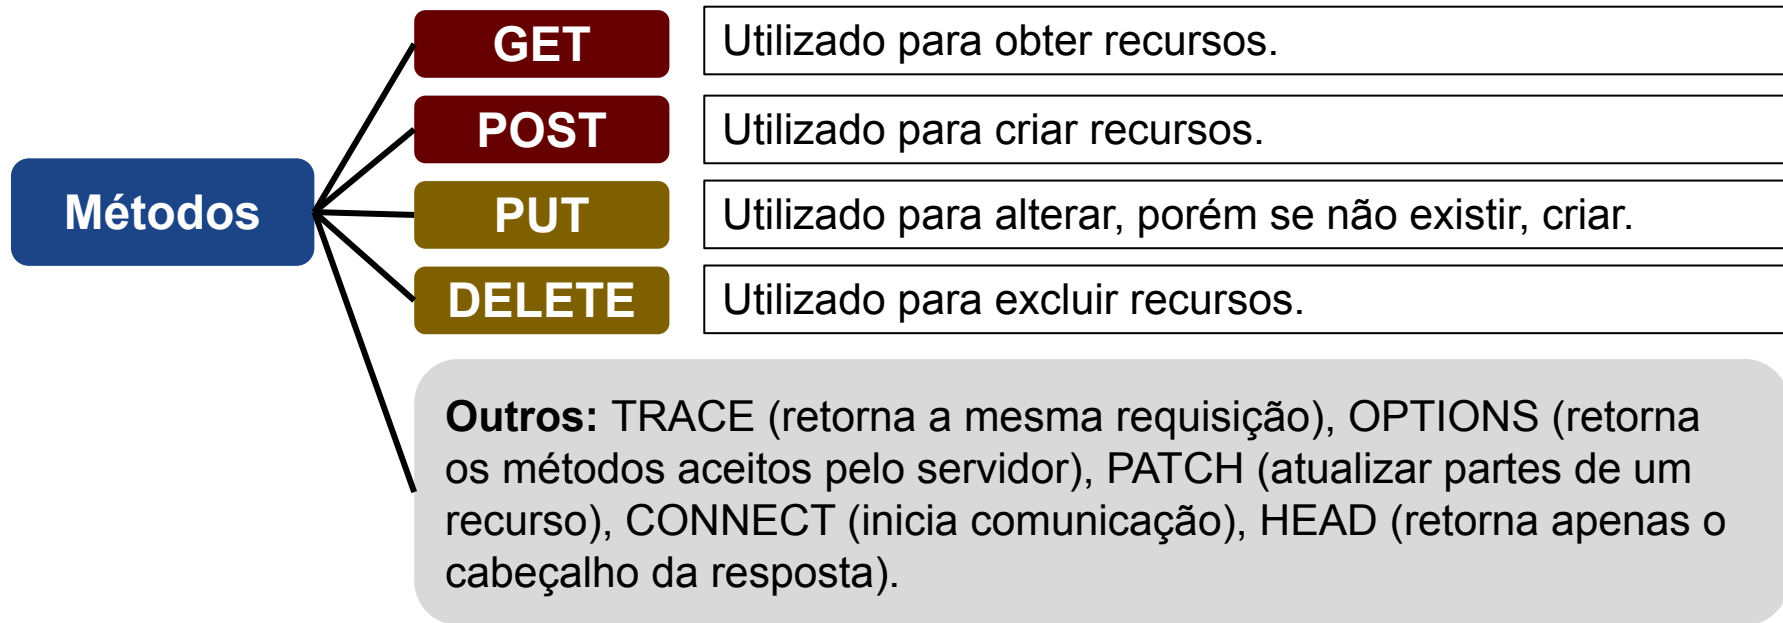 GET
Utilizado para obter recursos.
POST
Utilizado para criar recursos.
Métodos
PUT
Utilizado para alterar, porém se não existir, criar.
DELETE
Utilizado para excluir recursos.
Outros: TRACE (retorna a mesma requisição), OPTIONS (retorna
os métodos aceitos pelo servidor), PATCH (atualizar partes de um
recurso), CONNECT (inicia comunicação), HEAD (retorna apenas o
cabeçalho da resposta).